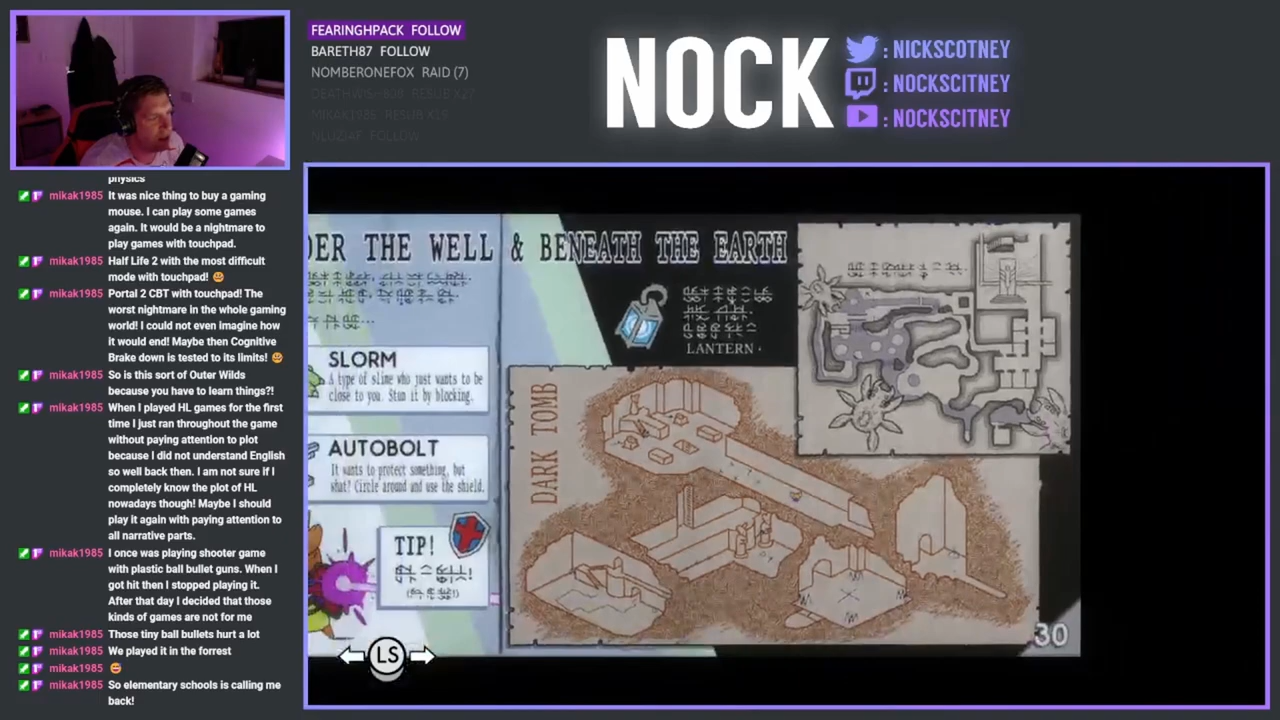 FEARINGHPACK FOLLOW
BARETH87 FOLLOW
NOMBERONEFOX RAID (7)
NOCK
: NICKSCOTNEY
: NOCKSCITNEY
: NOCKSCITNEY
physics
mikak1985 It was nice thing to buy a gaming
mouse. I can play some games
again. It would be a nightmare to
play games with touchpad.
mikak1985 Half Life 2 with the most difficult
mode with touchpad!
mikak1985 Portal 2 CBT with touchpad! The
worst nightmare in the whole gaming
world! I could not even imagine how
it would end! Maybe then Cognitive
Brake down is tested to its limits!
mikak1985 So is this sort of Outer Wilds
because you have to learn things?!
mikak1985 When I played HL games for the first
time I just ran throughout the game
without paying attention to plot
because I did not understand English
so well back then. I am not sure if I
completely know the plot of HL
nowadays though! Maybe I should
play it again with paying attention to
all narrative parts.
mikak1985 I once was playing shooter game
with plastic ball bullet guns. When I
got hit then I stopped playing it.
After that day I decided that those
kinds of games are not for me
mikak1985 Those tiny ball bullets hurt a lot
mikak1985 We played it in the forrest
mikak1985
mikak1985 So elementary schools is calling me
back!
DER THE WELL & BENEATH THE EARTH
LANTERN
SLORM
A type of slime who just wants to be
close to you. Stun it by blocking.
AUTOBOLT
It wants to protect something, but
what? Circle around and use the shield.
TIP!
DARK TOMB
30
LS